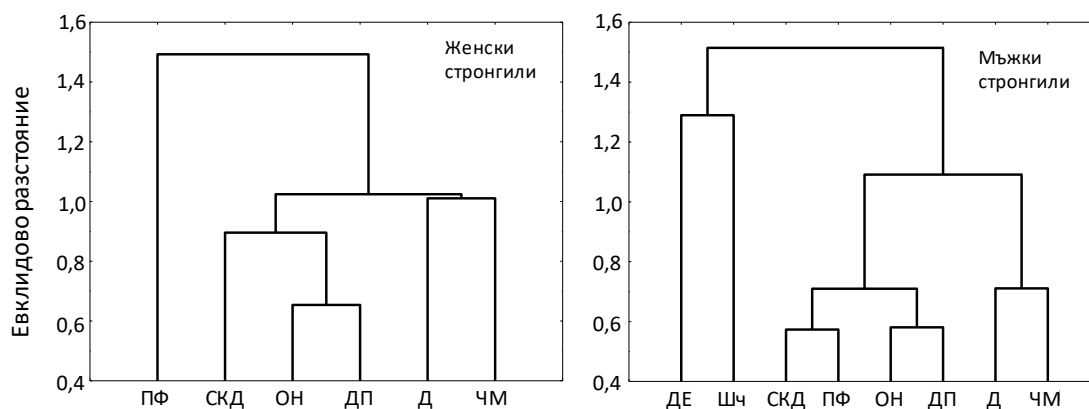 Евклидово разстояние
1,6
1,4
1,2
1,0
0,8
0,6
0,4
Женски
стронгили
ПФ СКД ОН ДП Д ЧМ
1,6
1,4
1,2
1,0
0,8
0,6
0,4
Мъжки
стронгили
ДЕ Шч СКД ПФ ОН ДП Д ЧМ